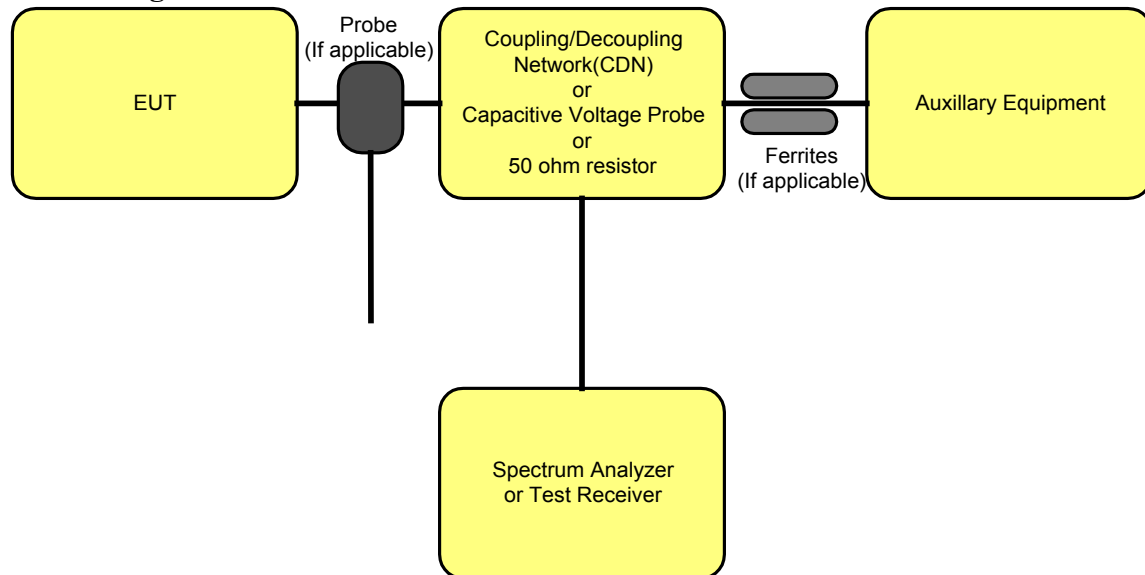 Probe
(If applicable)
EUT
Coupling/Decoupling
Network(CDN)
or
Capacitive Voltage Probe
or
50 ohm resistor
Ferrites
(If applicable)
Auxillary Equipment
Spectrum Analyzer
or Test Receiver